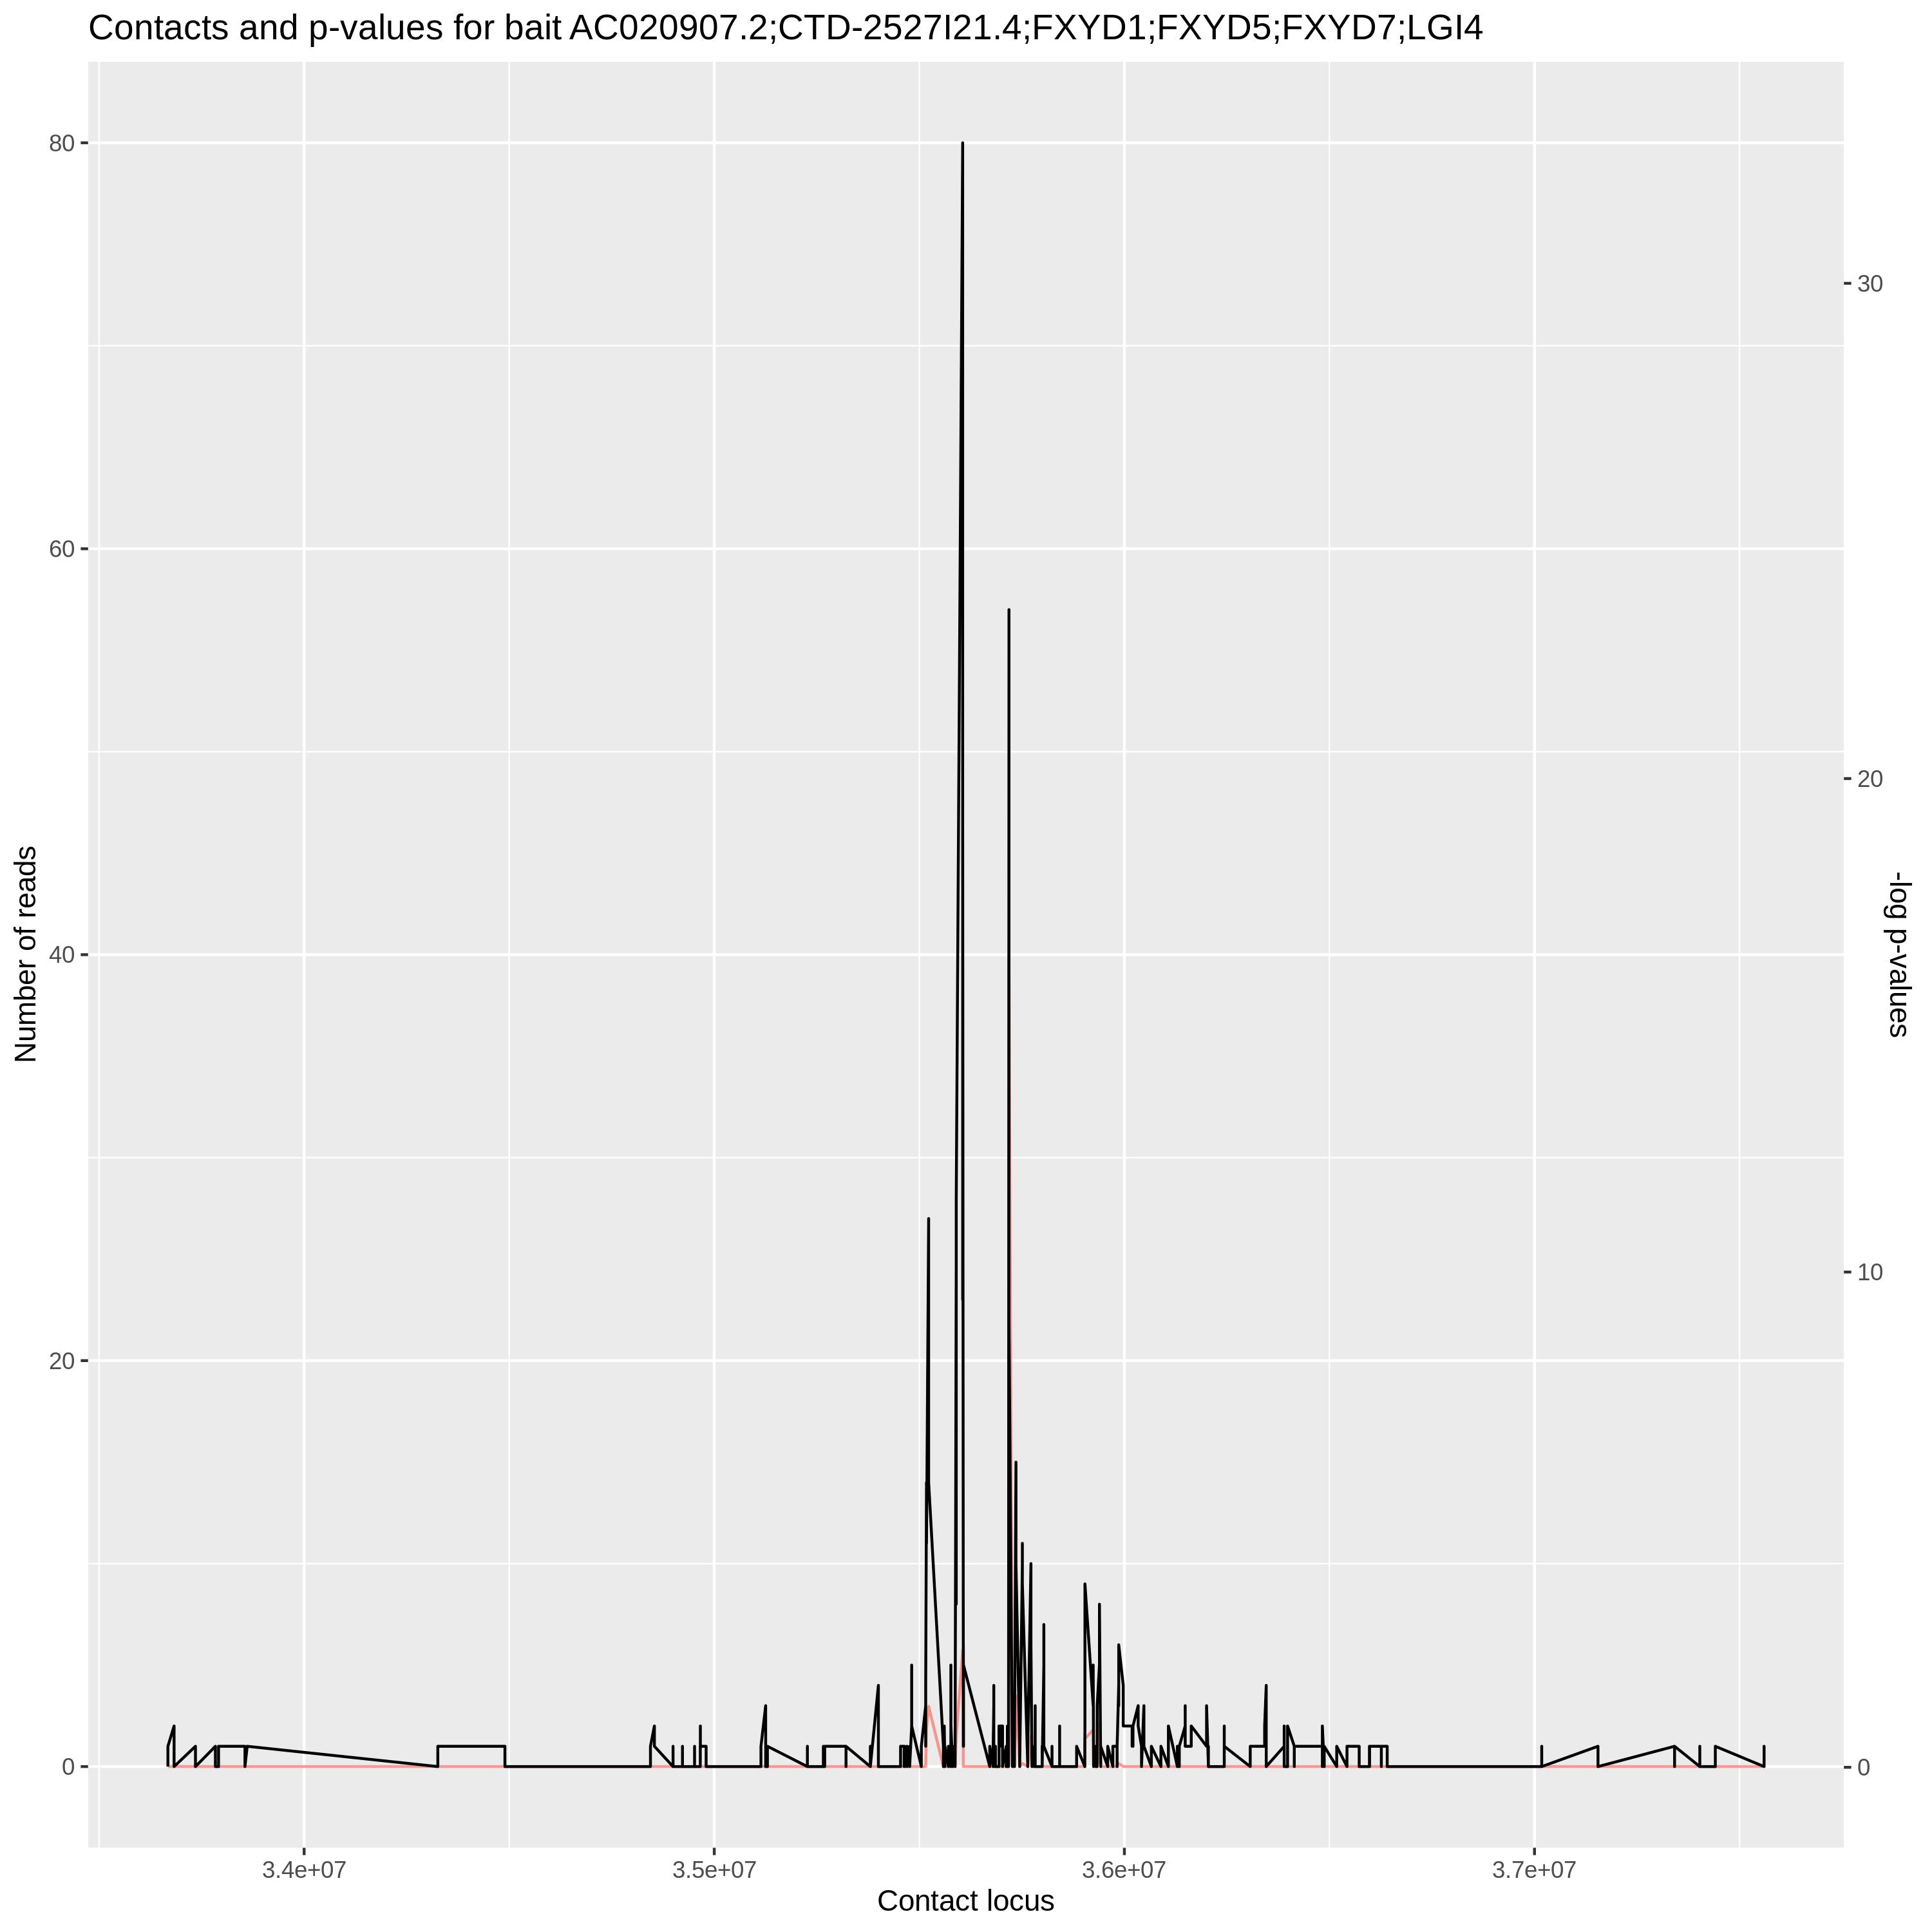 Contacts and p-values for bait AC020907.2;CTD-2527I21.4;FXYD1;FXYD5;FXYD7;LGI4
80
60
40
20
0
Number of reads
30
20
10
0
-log p-values
3.4e+07 3.5e+07 3.6e+07 3.7e+07
Contact locus